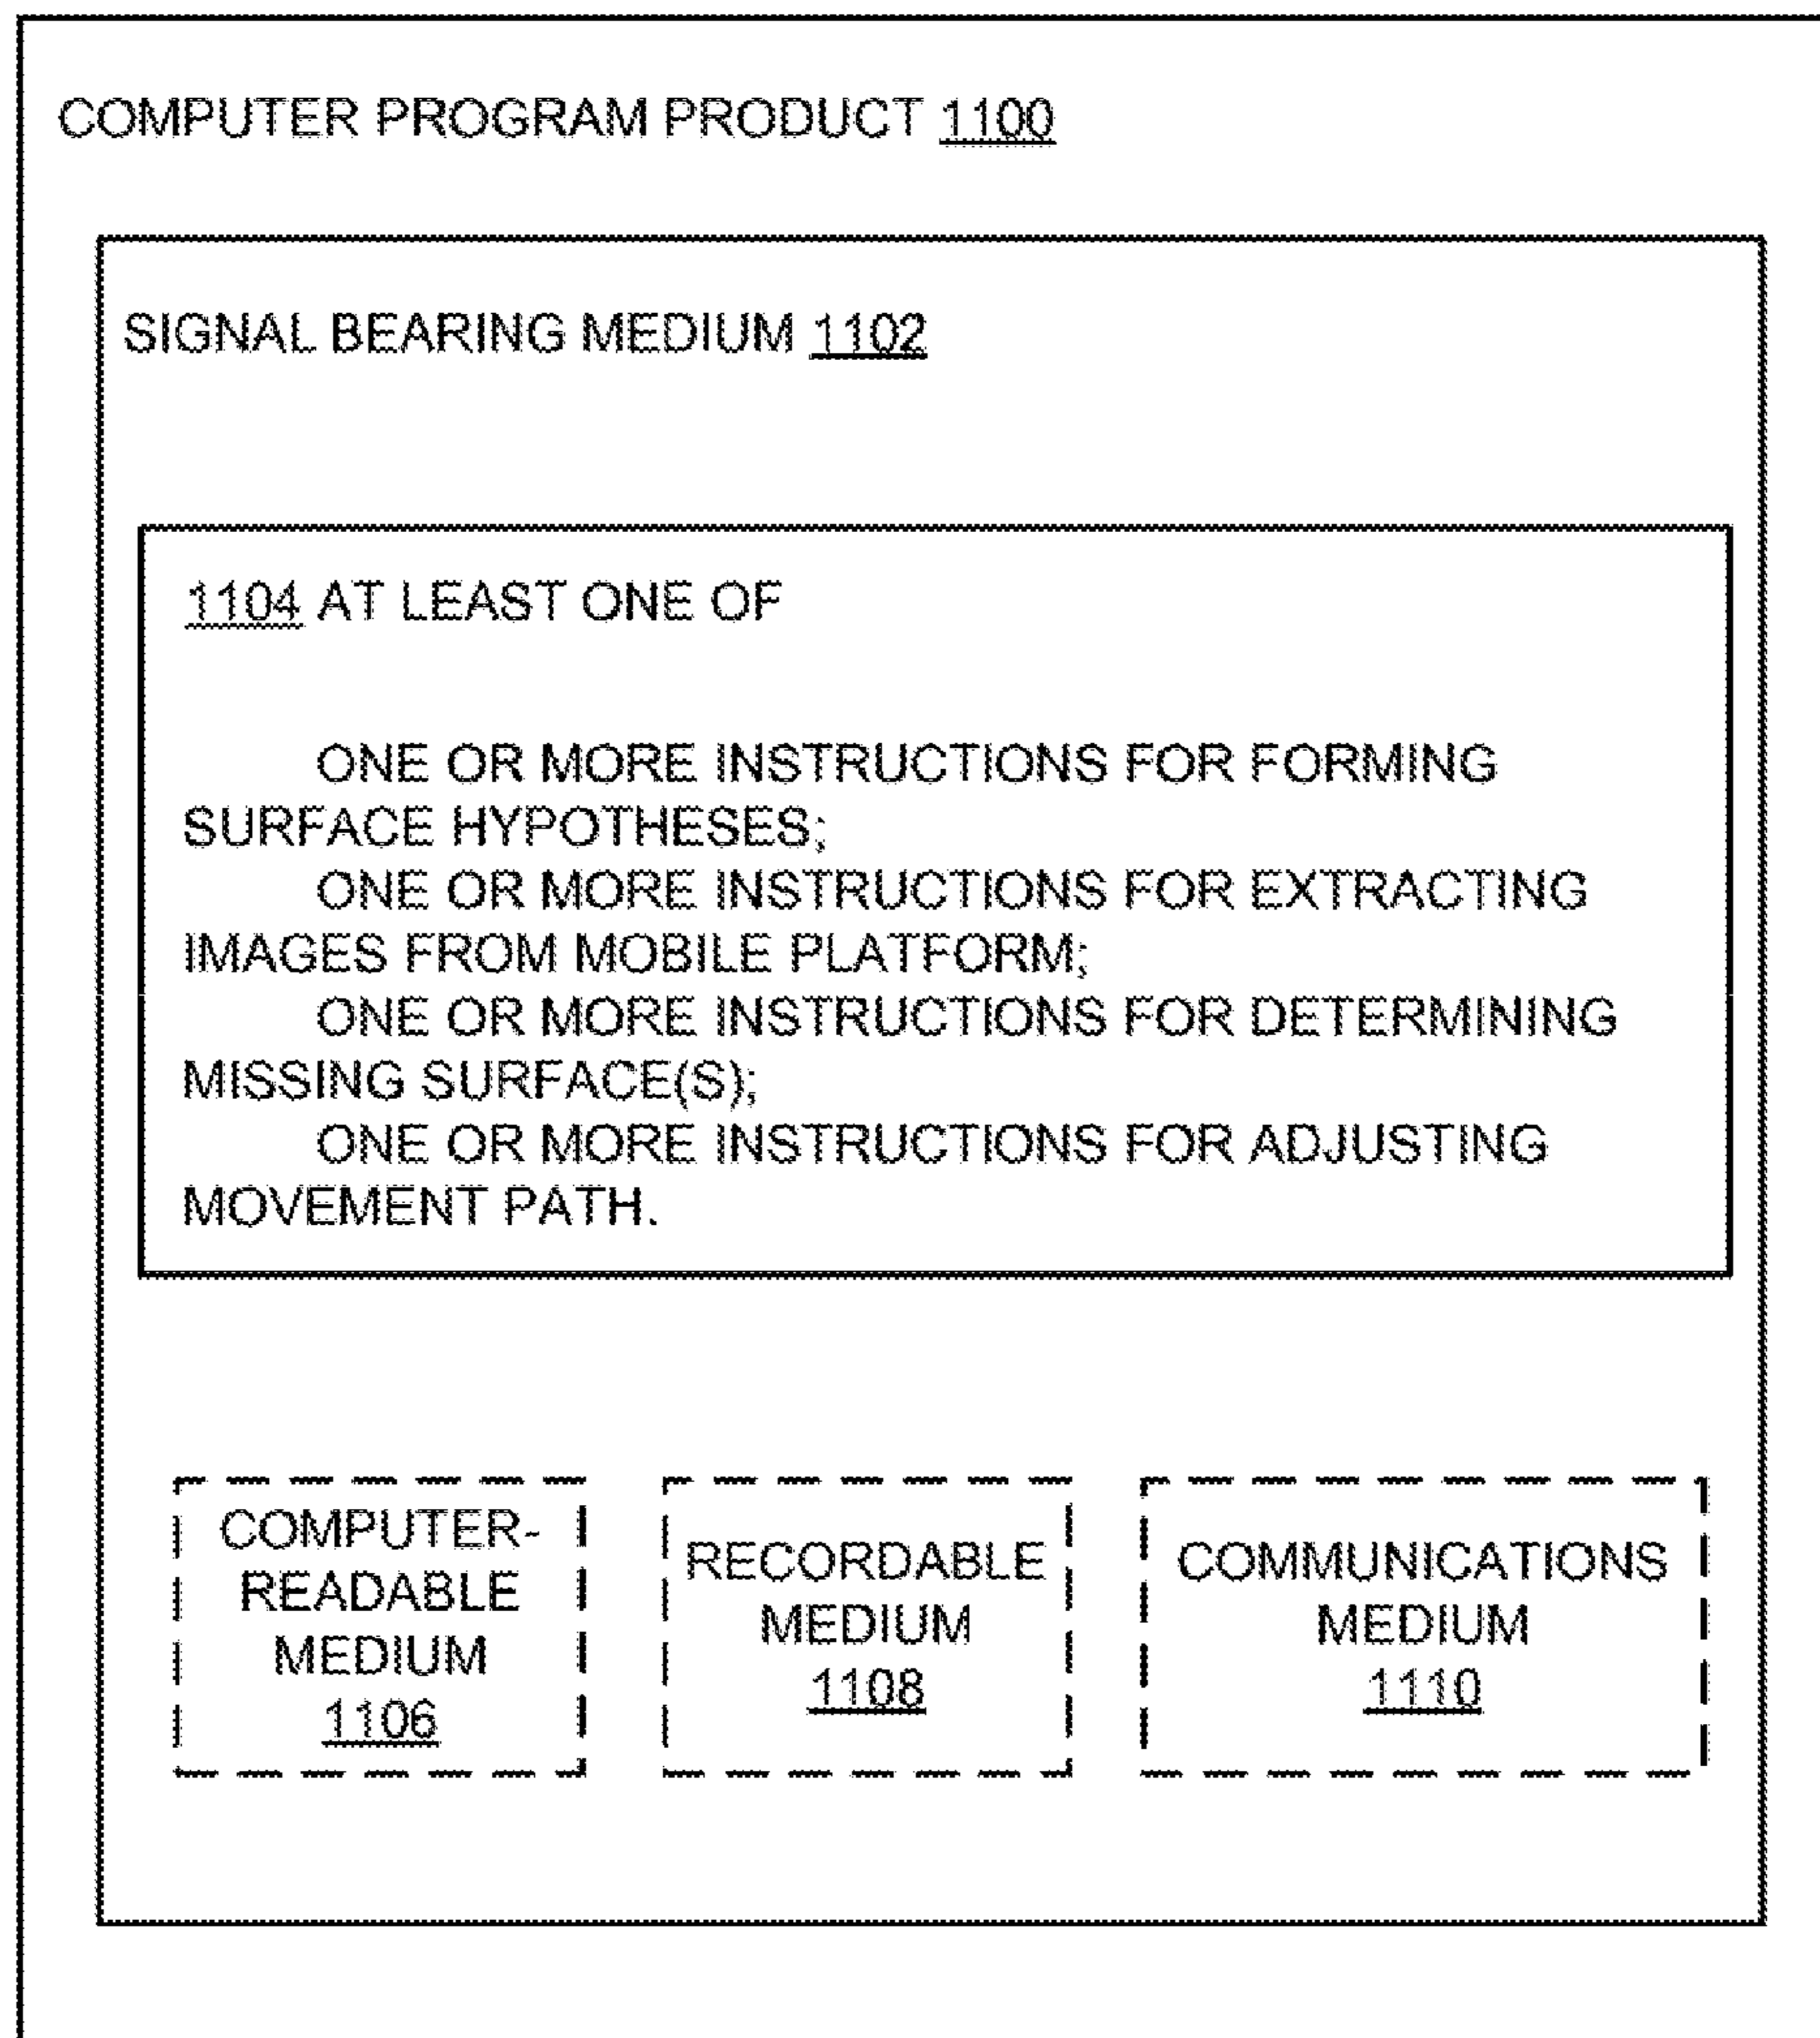 COMPUTER PROGRAM PRODUCT 1100
SIGNAL BEARING MEDIUM 1102
1104 AT LEAST ONE OF
ONE OR MORE INSTRUCTIONS FOR FORMING
SURFACE HYPOTHESES;
ONE OR MORE INSTRUCTIONS FOR EXTRACTING
IMAGES FROM MOBILE PLATFORM;
ONE OR MORE INSTRUCTIONS FOR DETERMINING
MISSING SURFACE(S);
ONE OR MORE INSTRUCTIONS FOR ADJUSTING
MOVEMENT PATH.
COMPUTER-
READABLE
MEDIUM
1106
RECORDABLE
MEDIUM
1108
COMMUNICATIONS
MEDIUM
1110